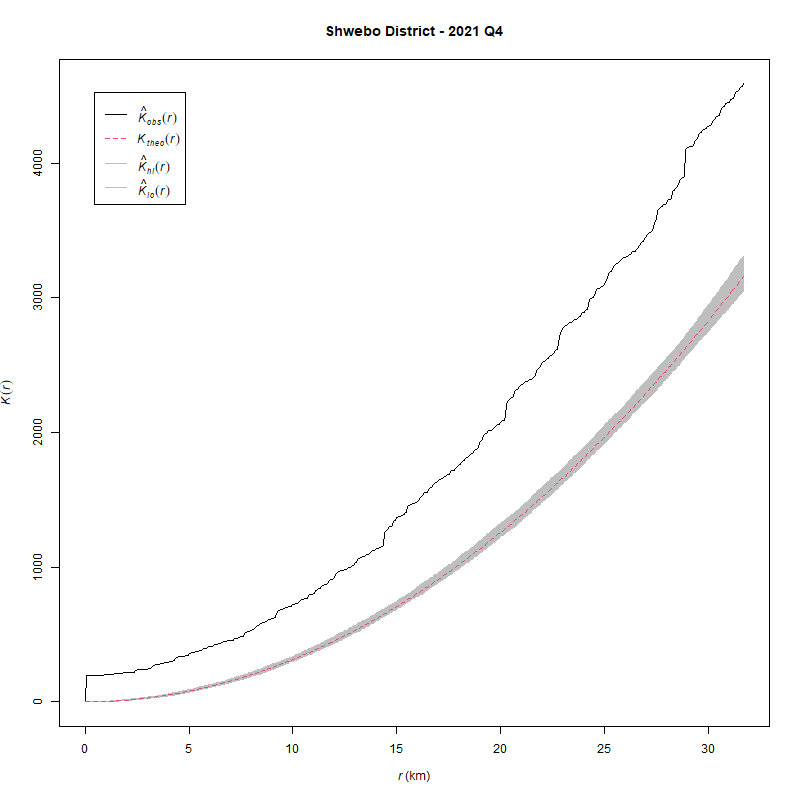 Shwebo District - 2021 Q4
K̂obs(r)
Ktheo(r)
K̂hi(r)
K̂lo(r)
K(r)
0
1000
2000
3000
4000
0 5 10 15 20 25 30
r (km)